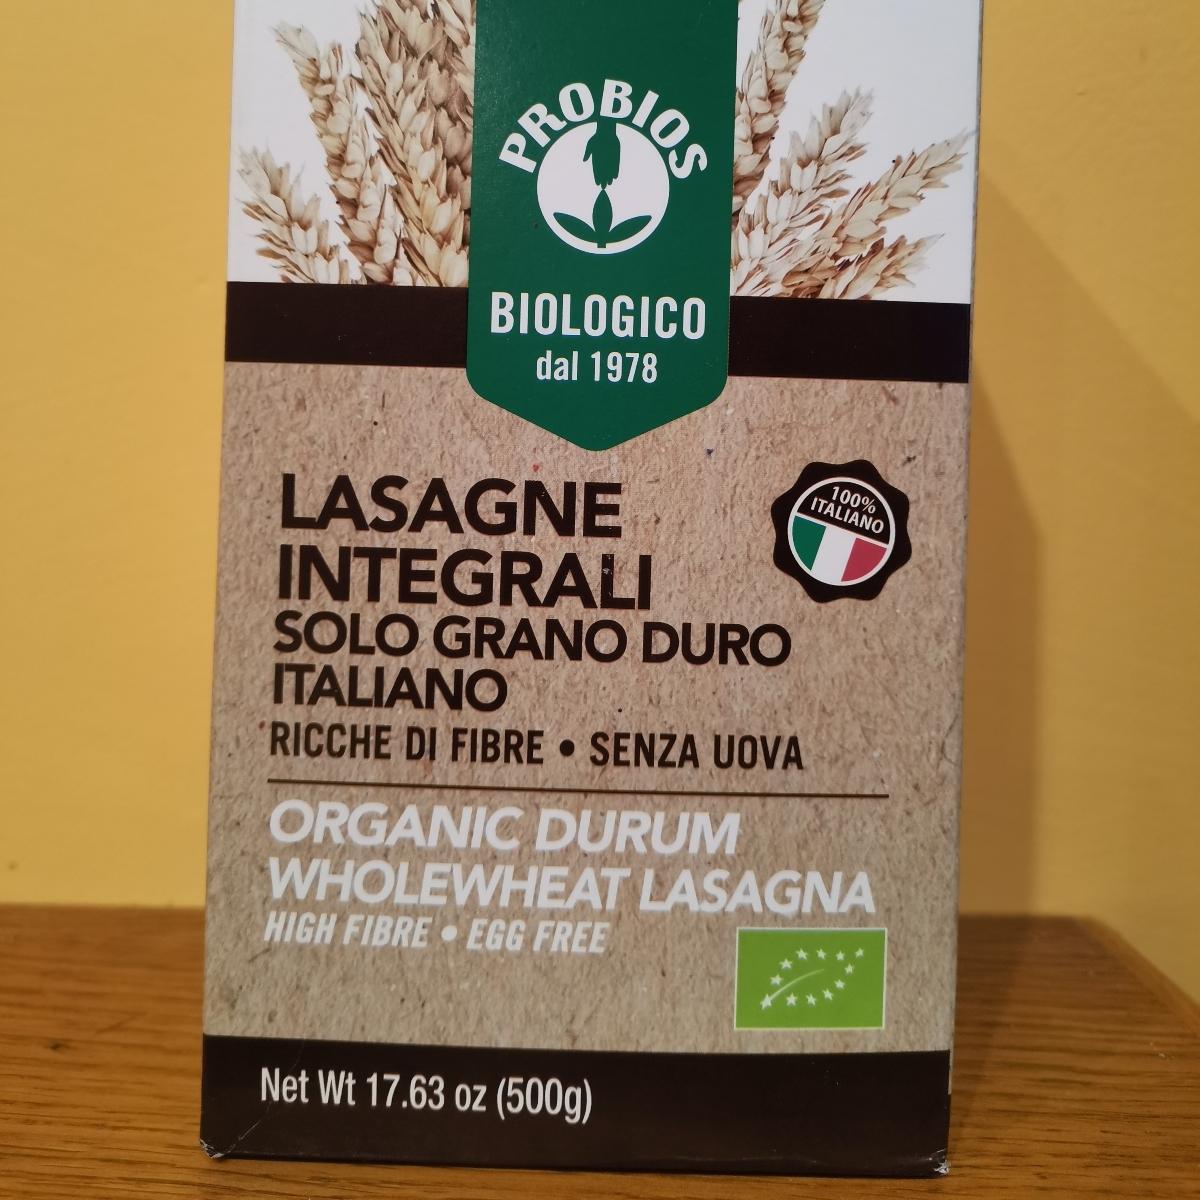 PROBIOS
BIOLOGICO
dal 1978
LASAGNE
INTEGRALI
SOLO GRANO DURO
ITALIANO
RICCHE DI FIBRE • SENZA UOVA
100%
ITALIANO
ORGANIC DURUM
WHOLEWHEAT LASAGNA
HIGH FIBRE • EGG FREE
Net Wt 17.63 oz (500g)